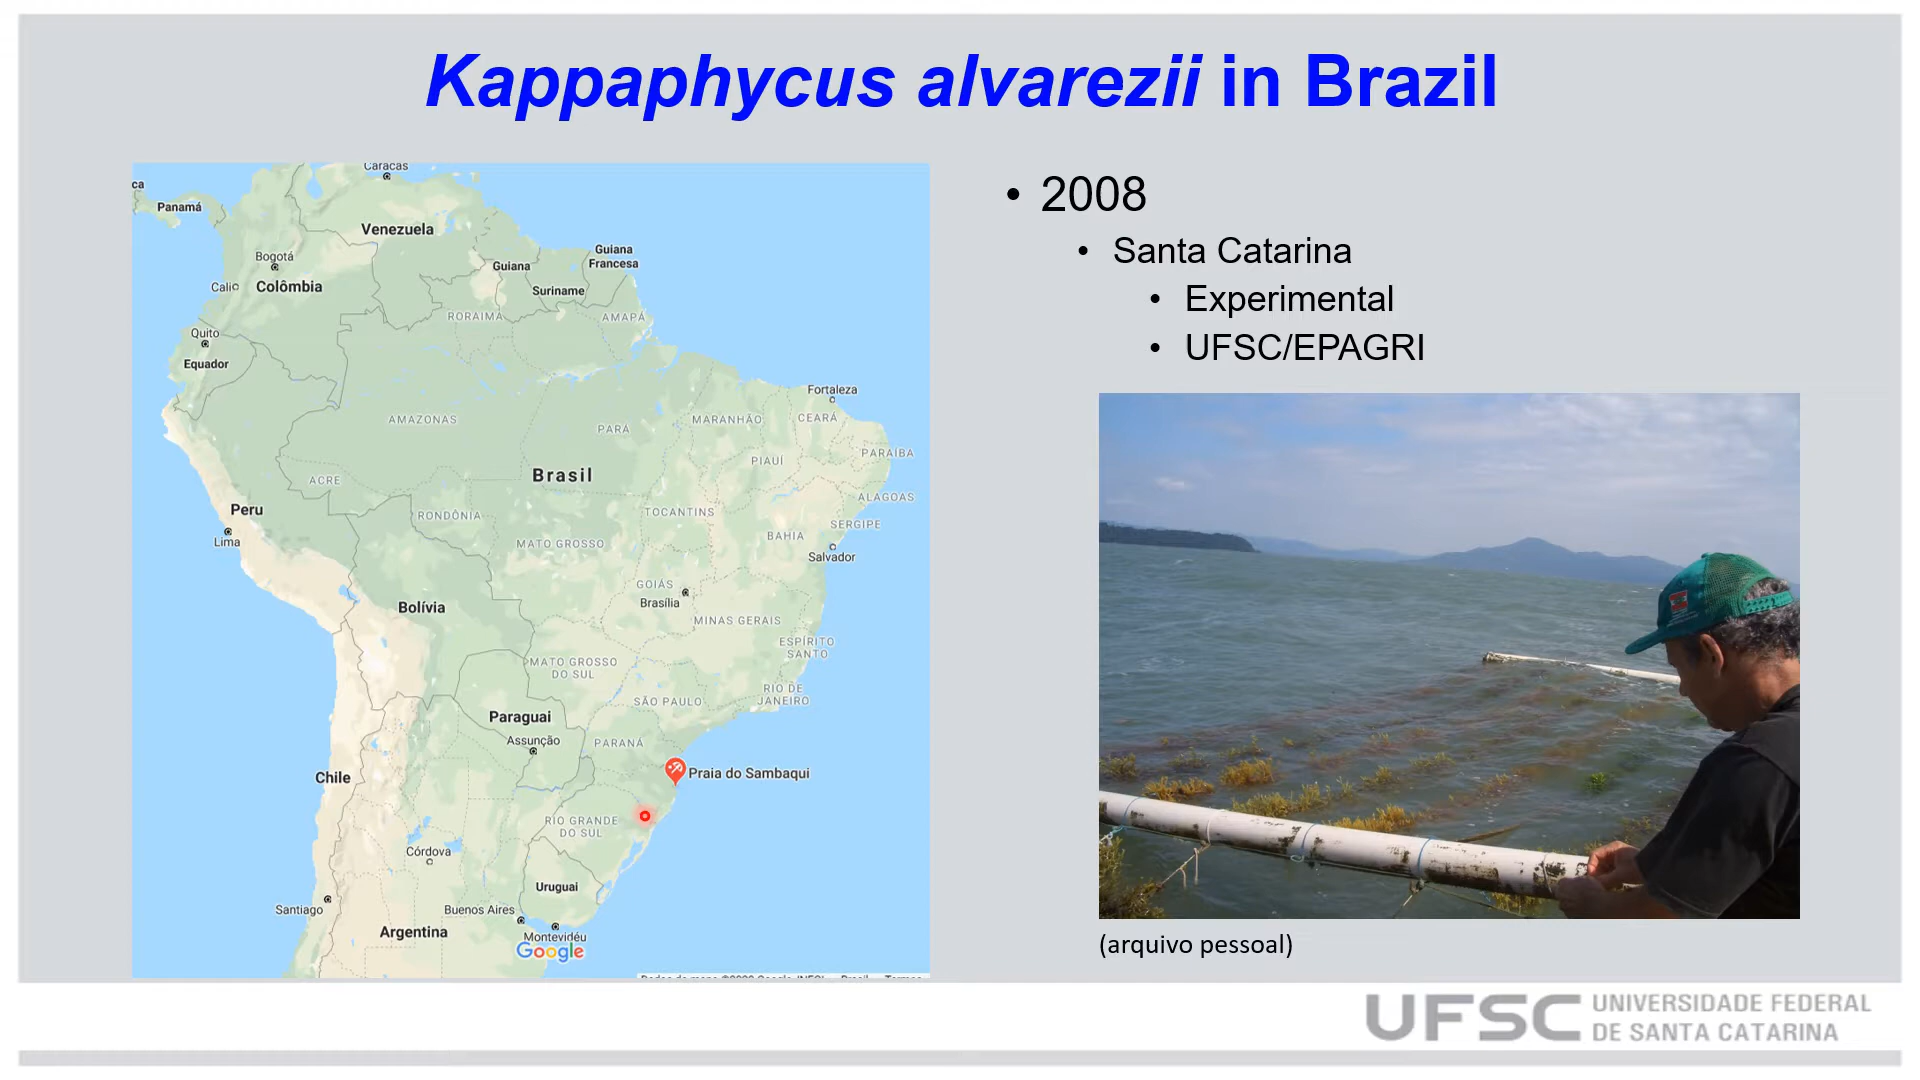 Kappaphycus alvarezii in Brazil
• 2008
• Santa Catarina
• Experimental
• UFSC/EPAGRI
(arquivo pessoal)
Caracas
ca
Panamá
Venezuela
Bogotá
Guiana
Guiana
Francesa
Cali
Colômbia
Suriname
RORAIMA
AMAPÁ
Quito
Equador
Fortaleza
AMAZONAS
PARÁ
MARANHÃO
CEARÁ
PARAÍBA
PIAUÍ
Brasil
ACRE
ALAGOAS
Peru
RONDÔNIA
TOCANTINS
SERGIPE
Lima
MATO GROSSO
BAHIA
Salvador
GOIÁS
Brasília
Bolívia
MINAS GERAIS
ESPÍRITO
SANTO
MATO GROSSO
DO SUL
SÃO PAULO
RIO DE
JANEIRO
Paraguai
Assunção
PARANÁ
Chile
Praia do Sambaqui
RIO GRANDE
DO SUL
Córdova
Uruguai
Santiago
Buenos Aires
Argentina
Montevidéu
Google
UFSC UNIVERSIDADE FEDERAL
DE SANTA CATARINA